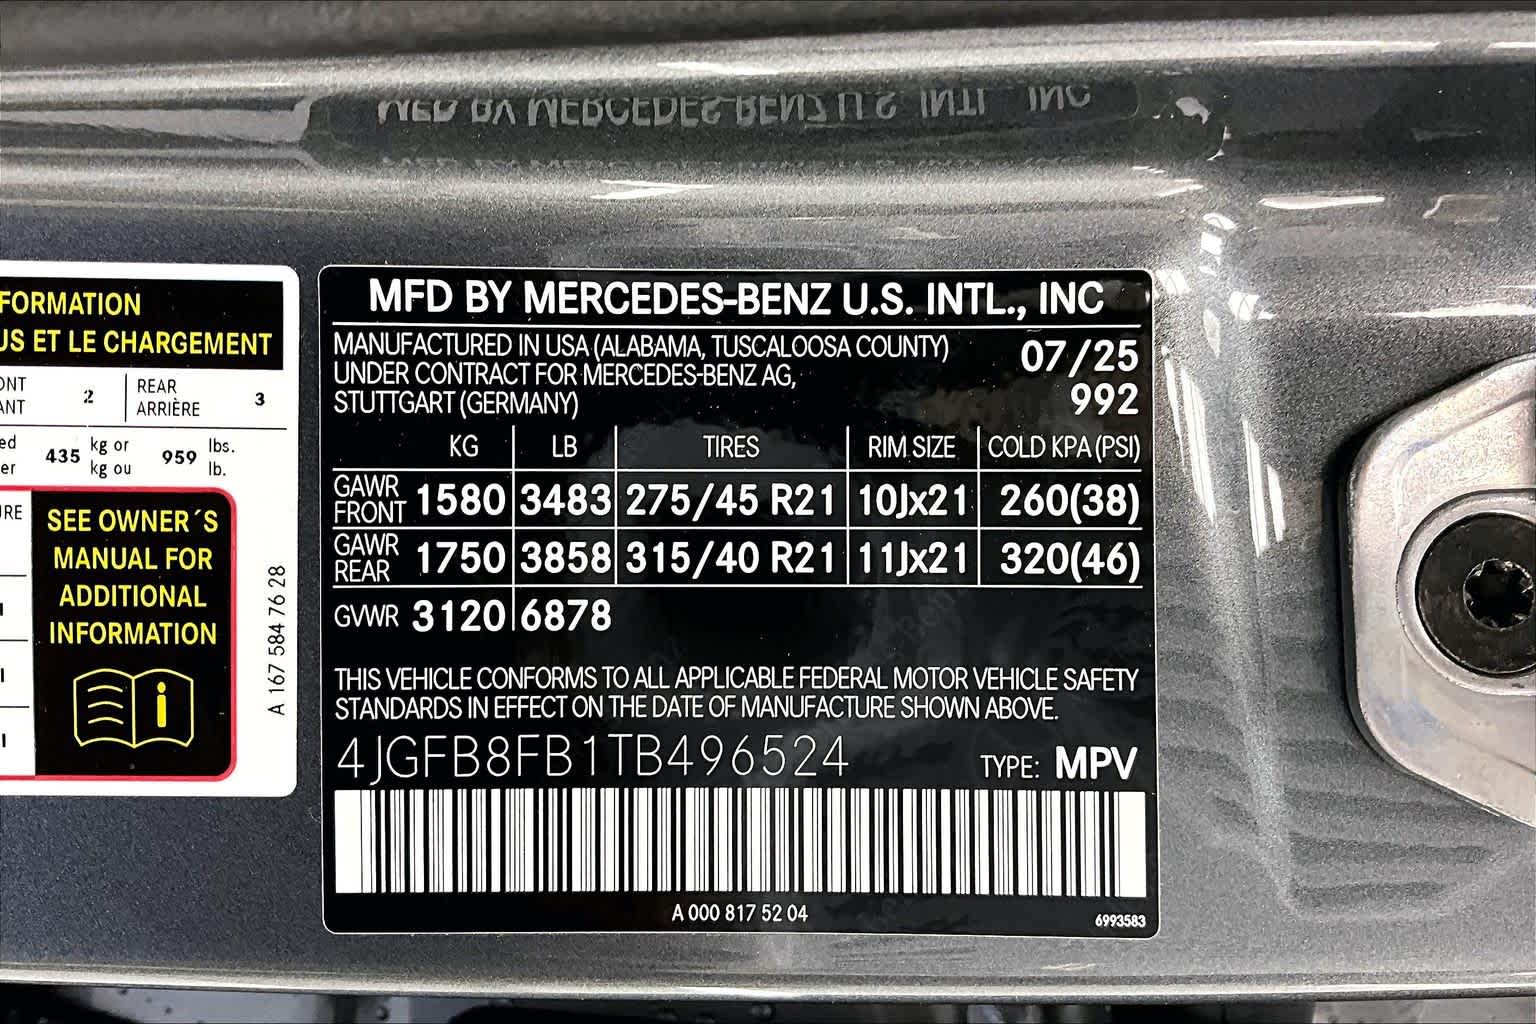 FORMATION
US ET LE CHARGEMENT
ONT
ANT
2
REAR
ARRIÈRE
3
ed
er
435
kg or
kg ou
959
lbs.
lb.
URE
SEE OWNER´S
MANUAL FOR
ADDITIONAL
INFORMATION
i
A 167 584 76 28
MFD BY MERCEDES-BENZ U.S. INTL., INC
MANUFACTURED IN USA (ALABAMA, TUSCALOOSA COUNTY)
UNDER CONTRACT FOR MERCEDES-BENZ AG,
STUTTGART (GERMANY)
07/25
992
KG LB TIRES RIM SIZE COLD KPA (PSI)
GAWR FRONT 1580 3483 275/45 R21 10Jx21 260(38)
GAWR REAR 1750 3858 315/40 R21 11Jx21 320(46)
GVWR 3120 6878
THIS VEHICLE CONFORMS TO ALL APPLICABLE FEDERAL MOTOR VEHICLE SAFETY
STANDARDS IN EFFECT ON THE DATE OF MANUFACTURE SHOWN ABOVE.
4JGFB8FB1TB496524 TYPE: MPV
A 000 817 52 04
6993583